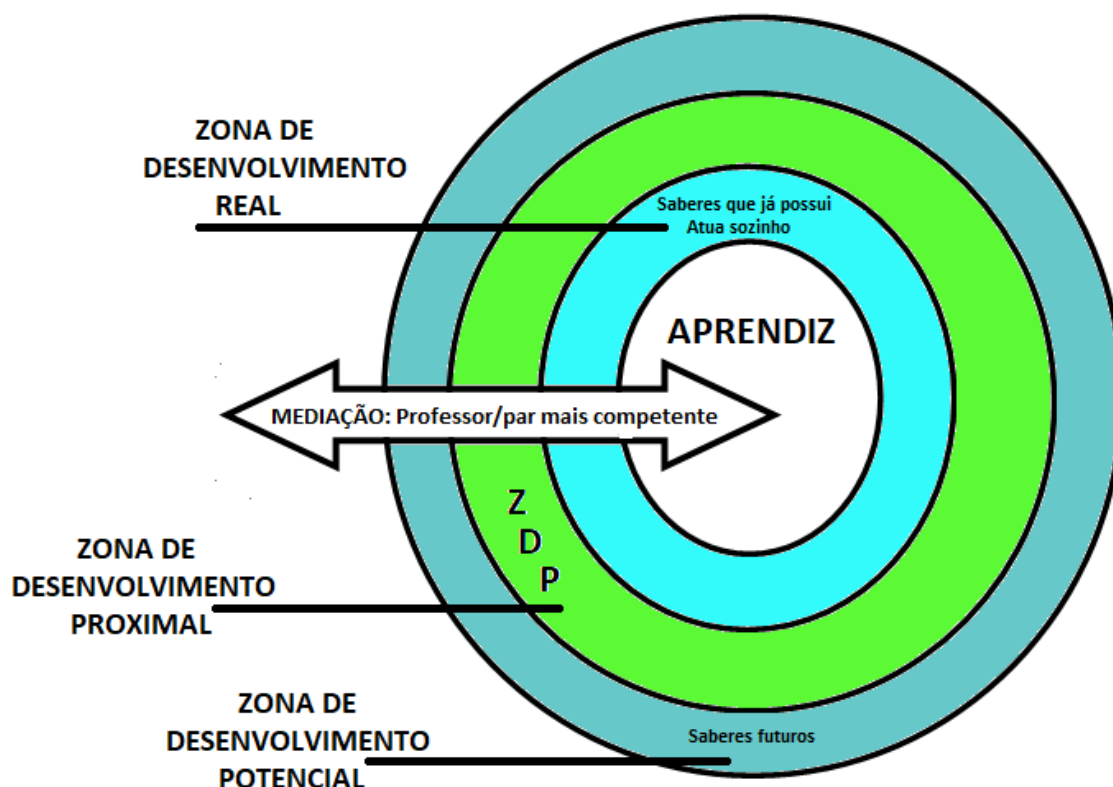 ZONA DE
DESENVOLVIMENTO
REAL
Saberes que já possui
Atua sozinho
APRENDIZ
MEDIAÇÃO: Professor/par mais competente
Z
D
P
ZONA DE
DESENVOLVIMENTO
PROXIMAL
ZONA DE
DESENVOLVIMENTO
POTENCIAL
Saberes futuros